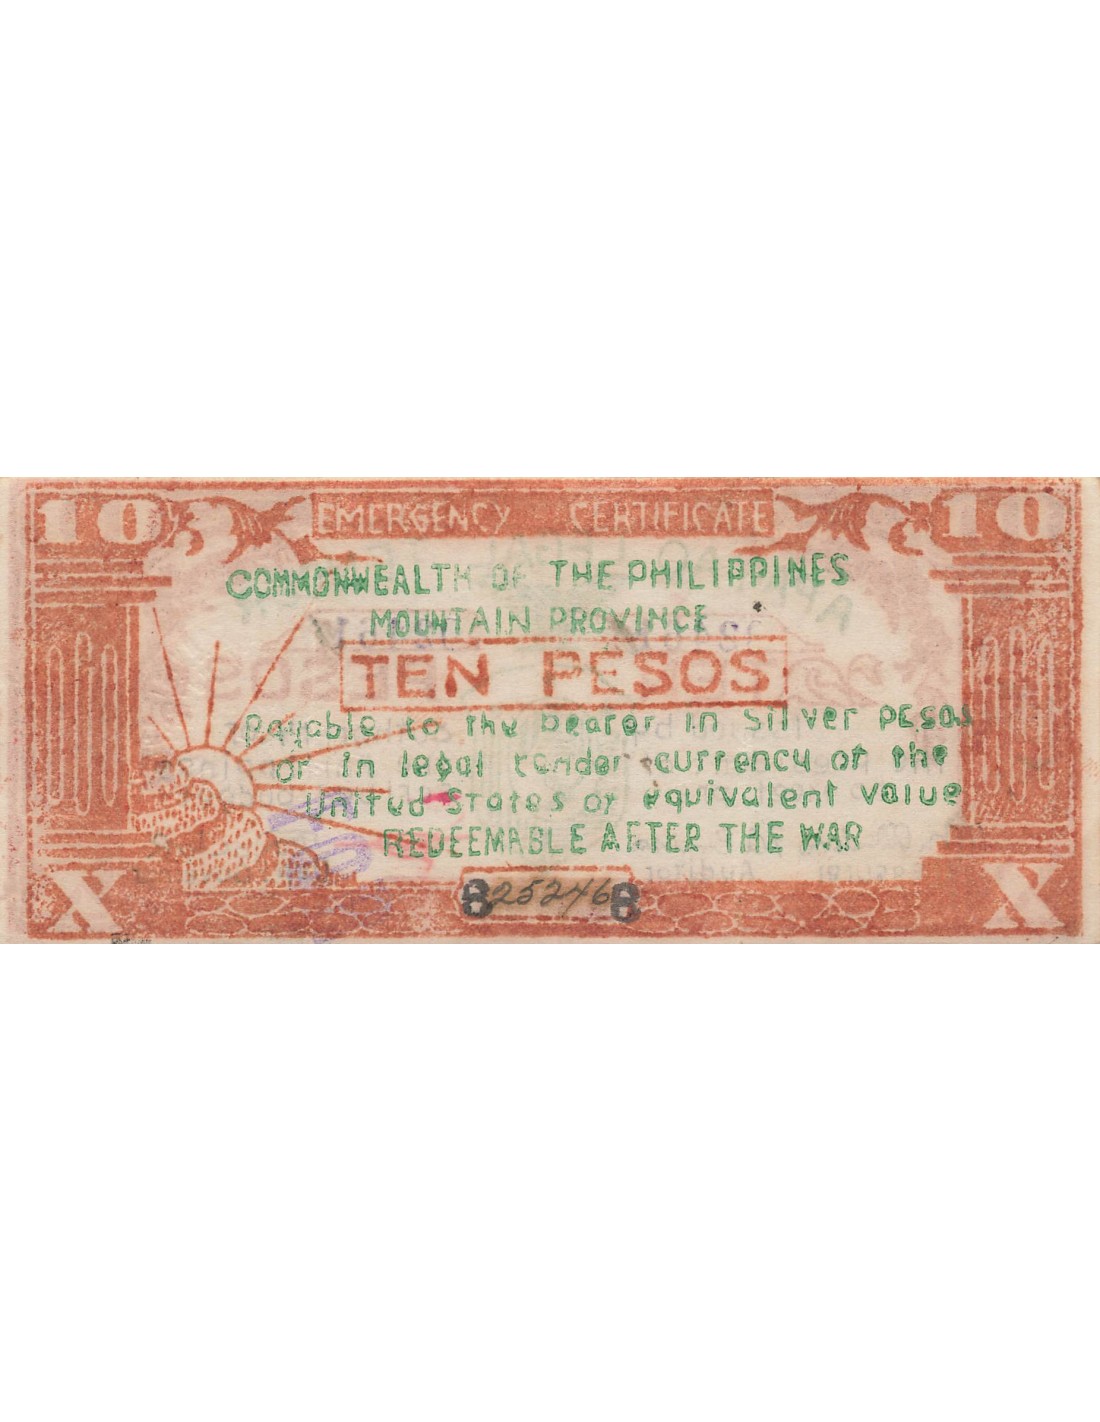 10 EMERGENCY CERTIFICATE 10
COMMONWEALTH OF THE PHILIPPINES
MOUNTAIN PROVINCE
TEN PESOS
Payable to the bearer in Silver PESOS
or in legal tender currency of the
United States or equivalent value
REDEEMABLE AFTER THE WAR
X 25246 X